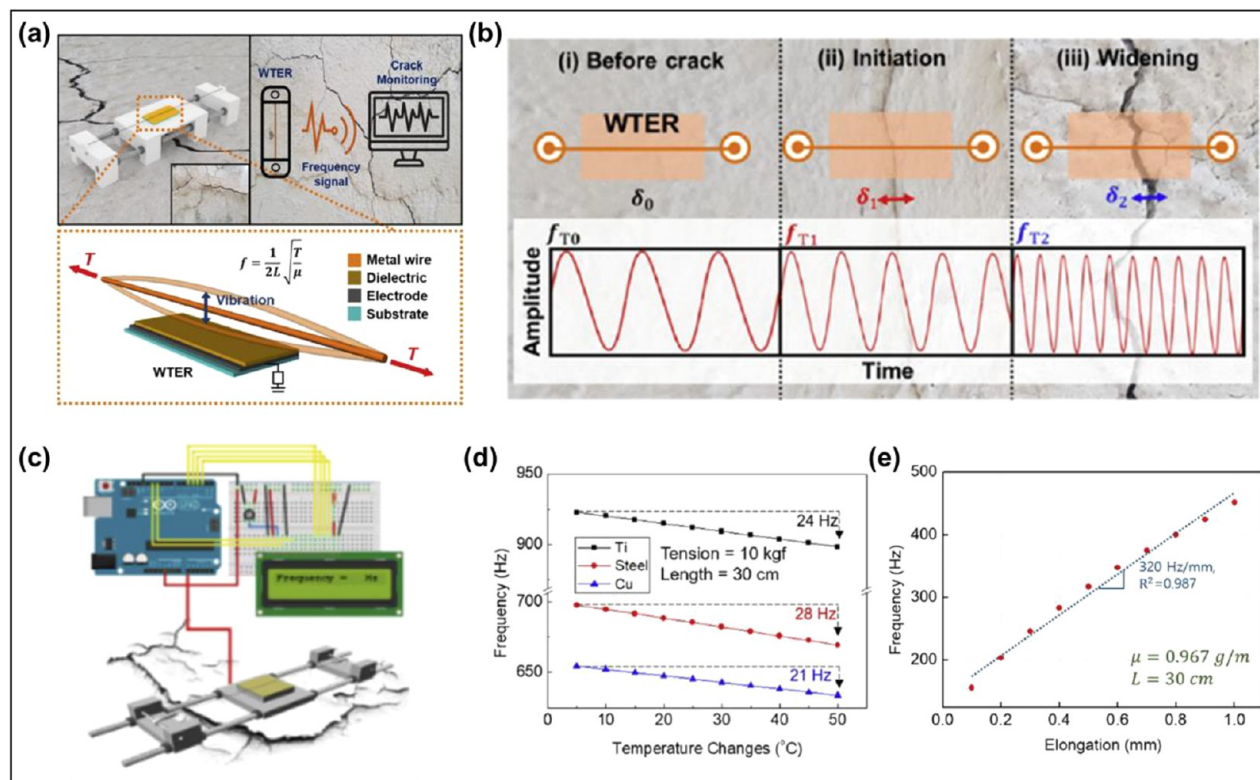 (a)
WTER
Crack
Monitoring
Frequency
signal
T
f = 1/2L √T/μ
Metal wire
Dielectric
Electrode
Substrate
Vibration
WTER
T
(b)
(i) Before crack
(ii) Initiation
(iii) Widening
WTER
δ0
δ1
δ2
fT0
fT1
fT2
Amplitude
Time
(c)
Frequency = Hz
(d)
Frequency (Hz)
950
925
900
700
650
24 Hz
Ti
Steel
Cu
Tension = 10 kgf
Length = 30 cm
28 Hz
21 Hz
0 5 10 15 20 25 30 35 40 45 50
Temperature Changes (°C)
(e)
Frequency (Hz)
500
400
300
200
320 Hz/mm,
R² =0.987
μ = 0.967 g/m
L = 30 cm
0.0 0.2 0.4 0.6 0.8 1.0
Elongation (mm)